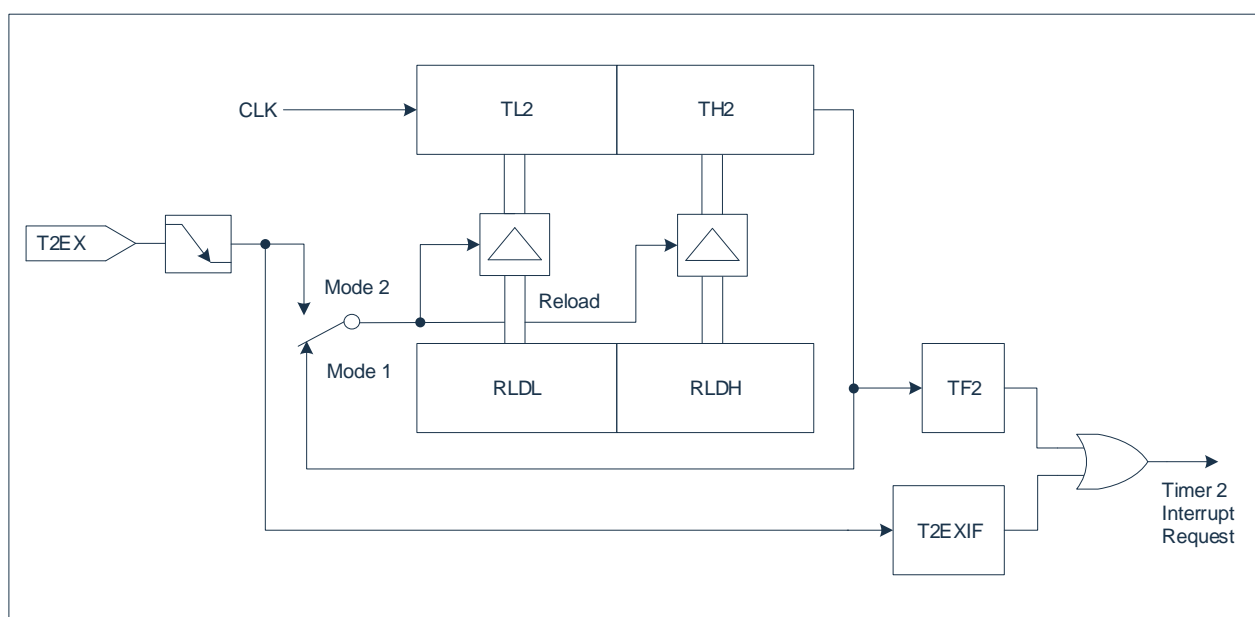 TL2
TH2
CLK
T2EX
Mode 2
Reload
Mode 1
RLDL
RLDH
TF2
T2EXIF
Timer 2
Interrupt
Request